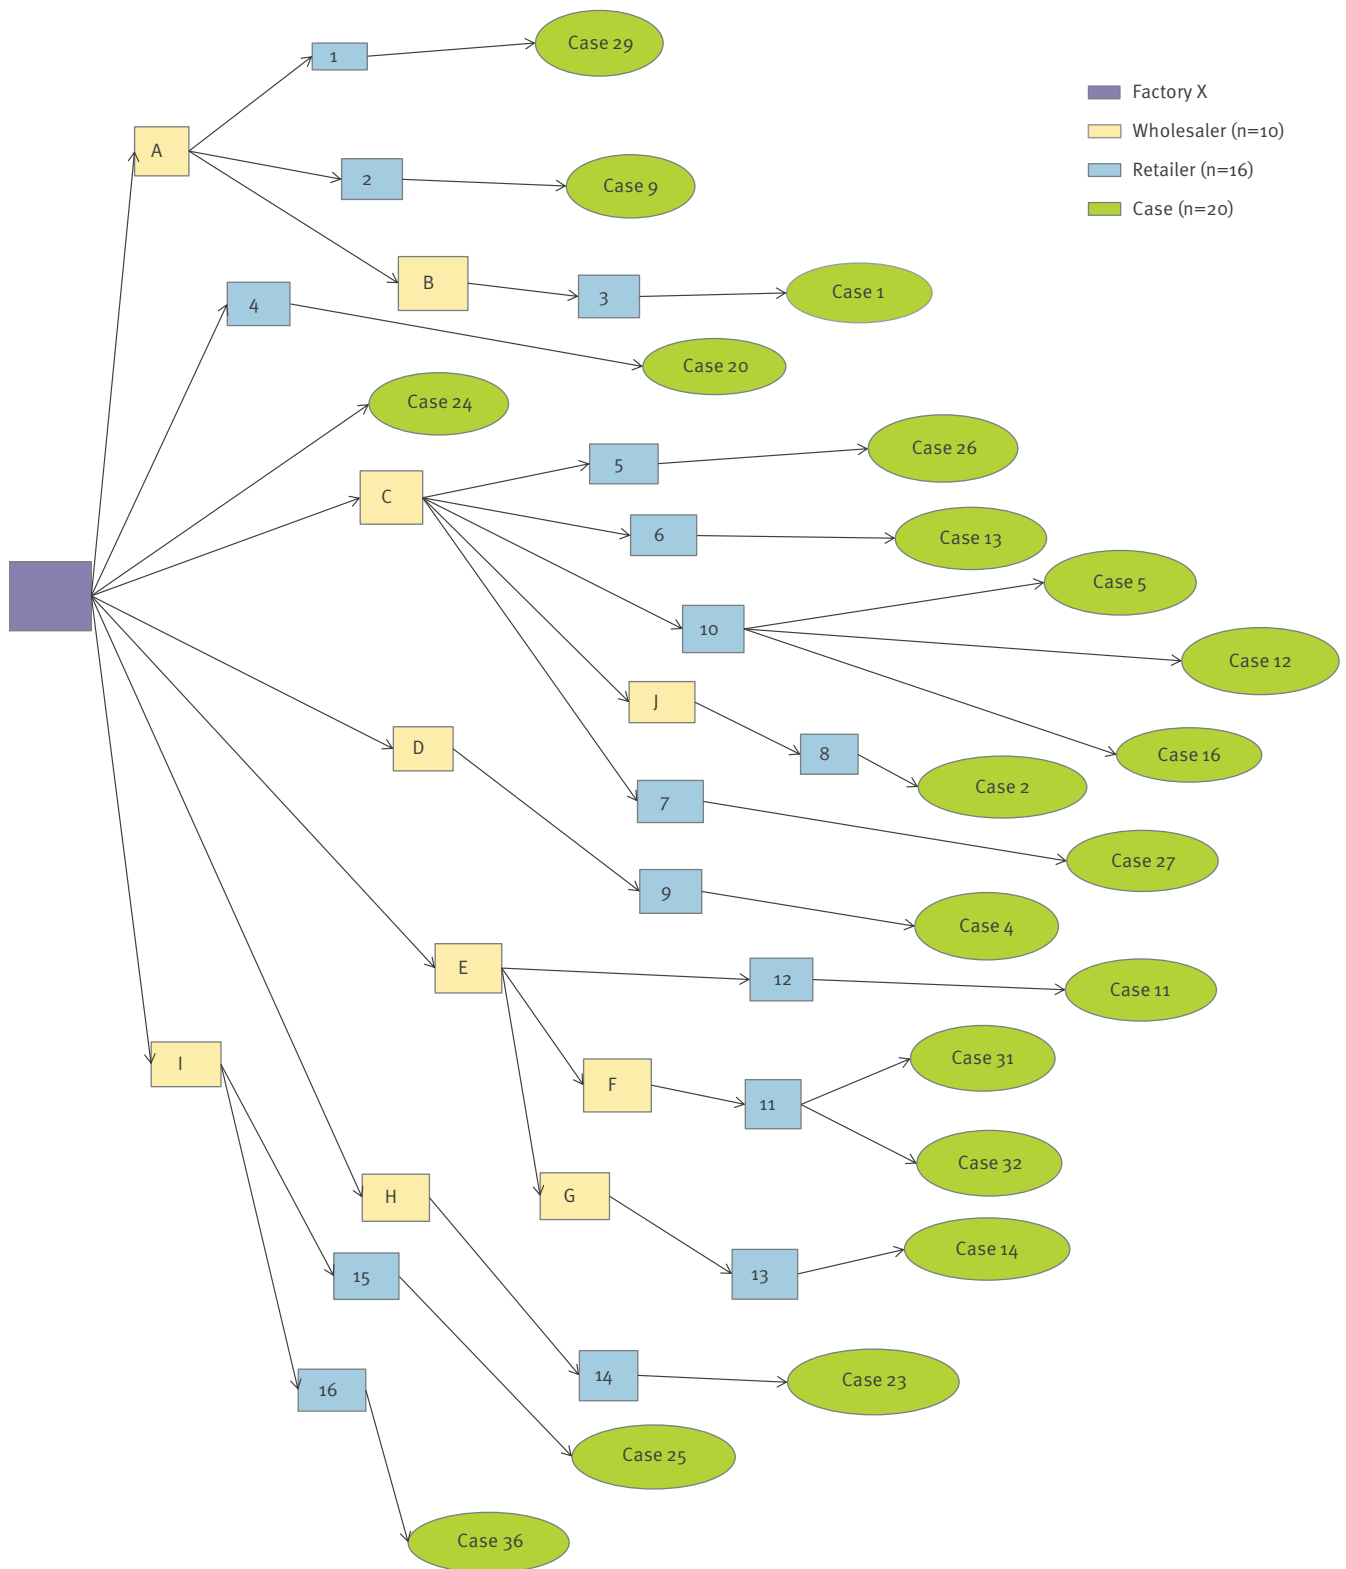 1
Case 29
Factory X
A
Wholesaler (n=10)
2
Case 9
Retailer (n=16)
Case (n=20)
B
3
Case 1
4
Case 20
Case 24
C
5
Case 26
6
Case 13
10
Case 5
Case 12
J
8
Case 16
D
7
Case 2
Case 27
9
Case 4
E
12
Case 11
I
F
11
Case 31
Case 32
H
G
13
Case 14
15
14
Case 23
16
Case 25
Case 36